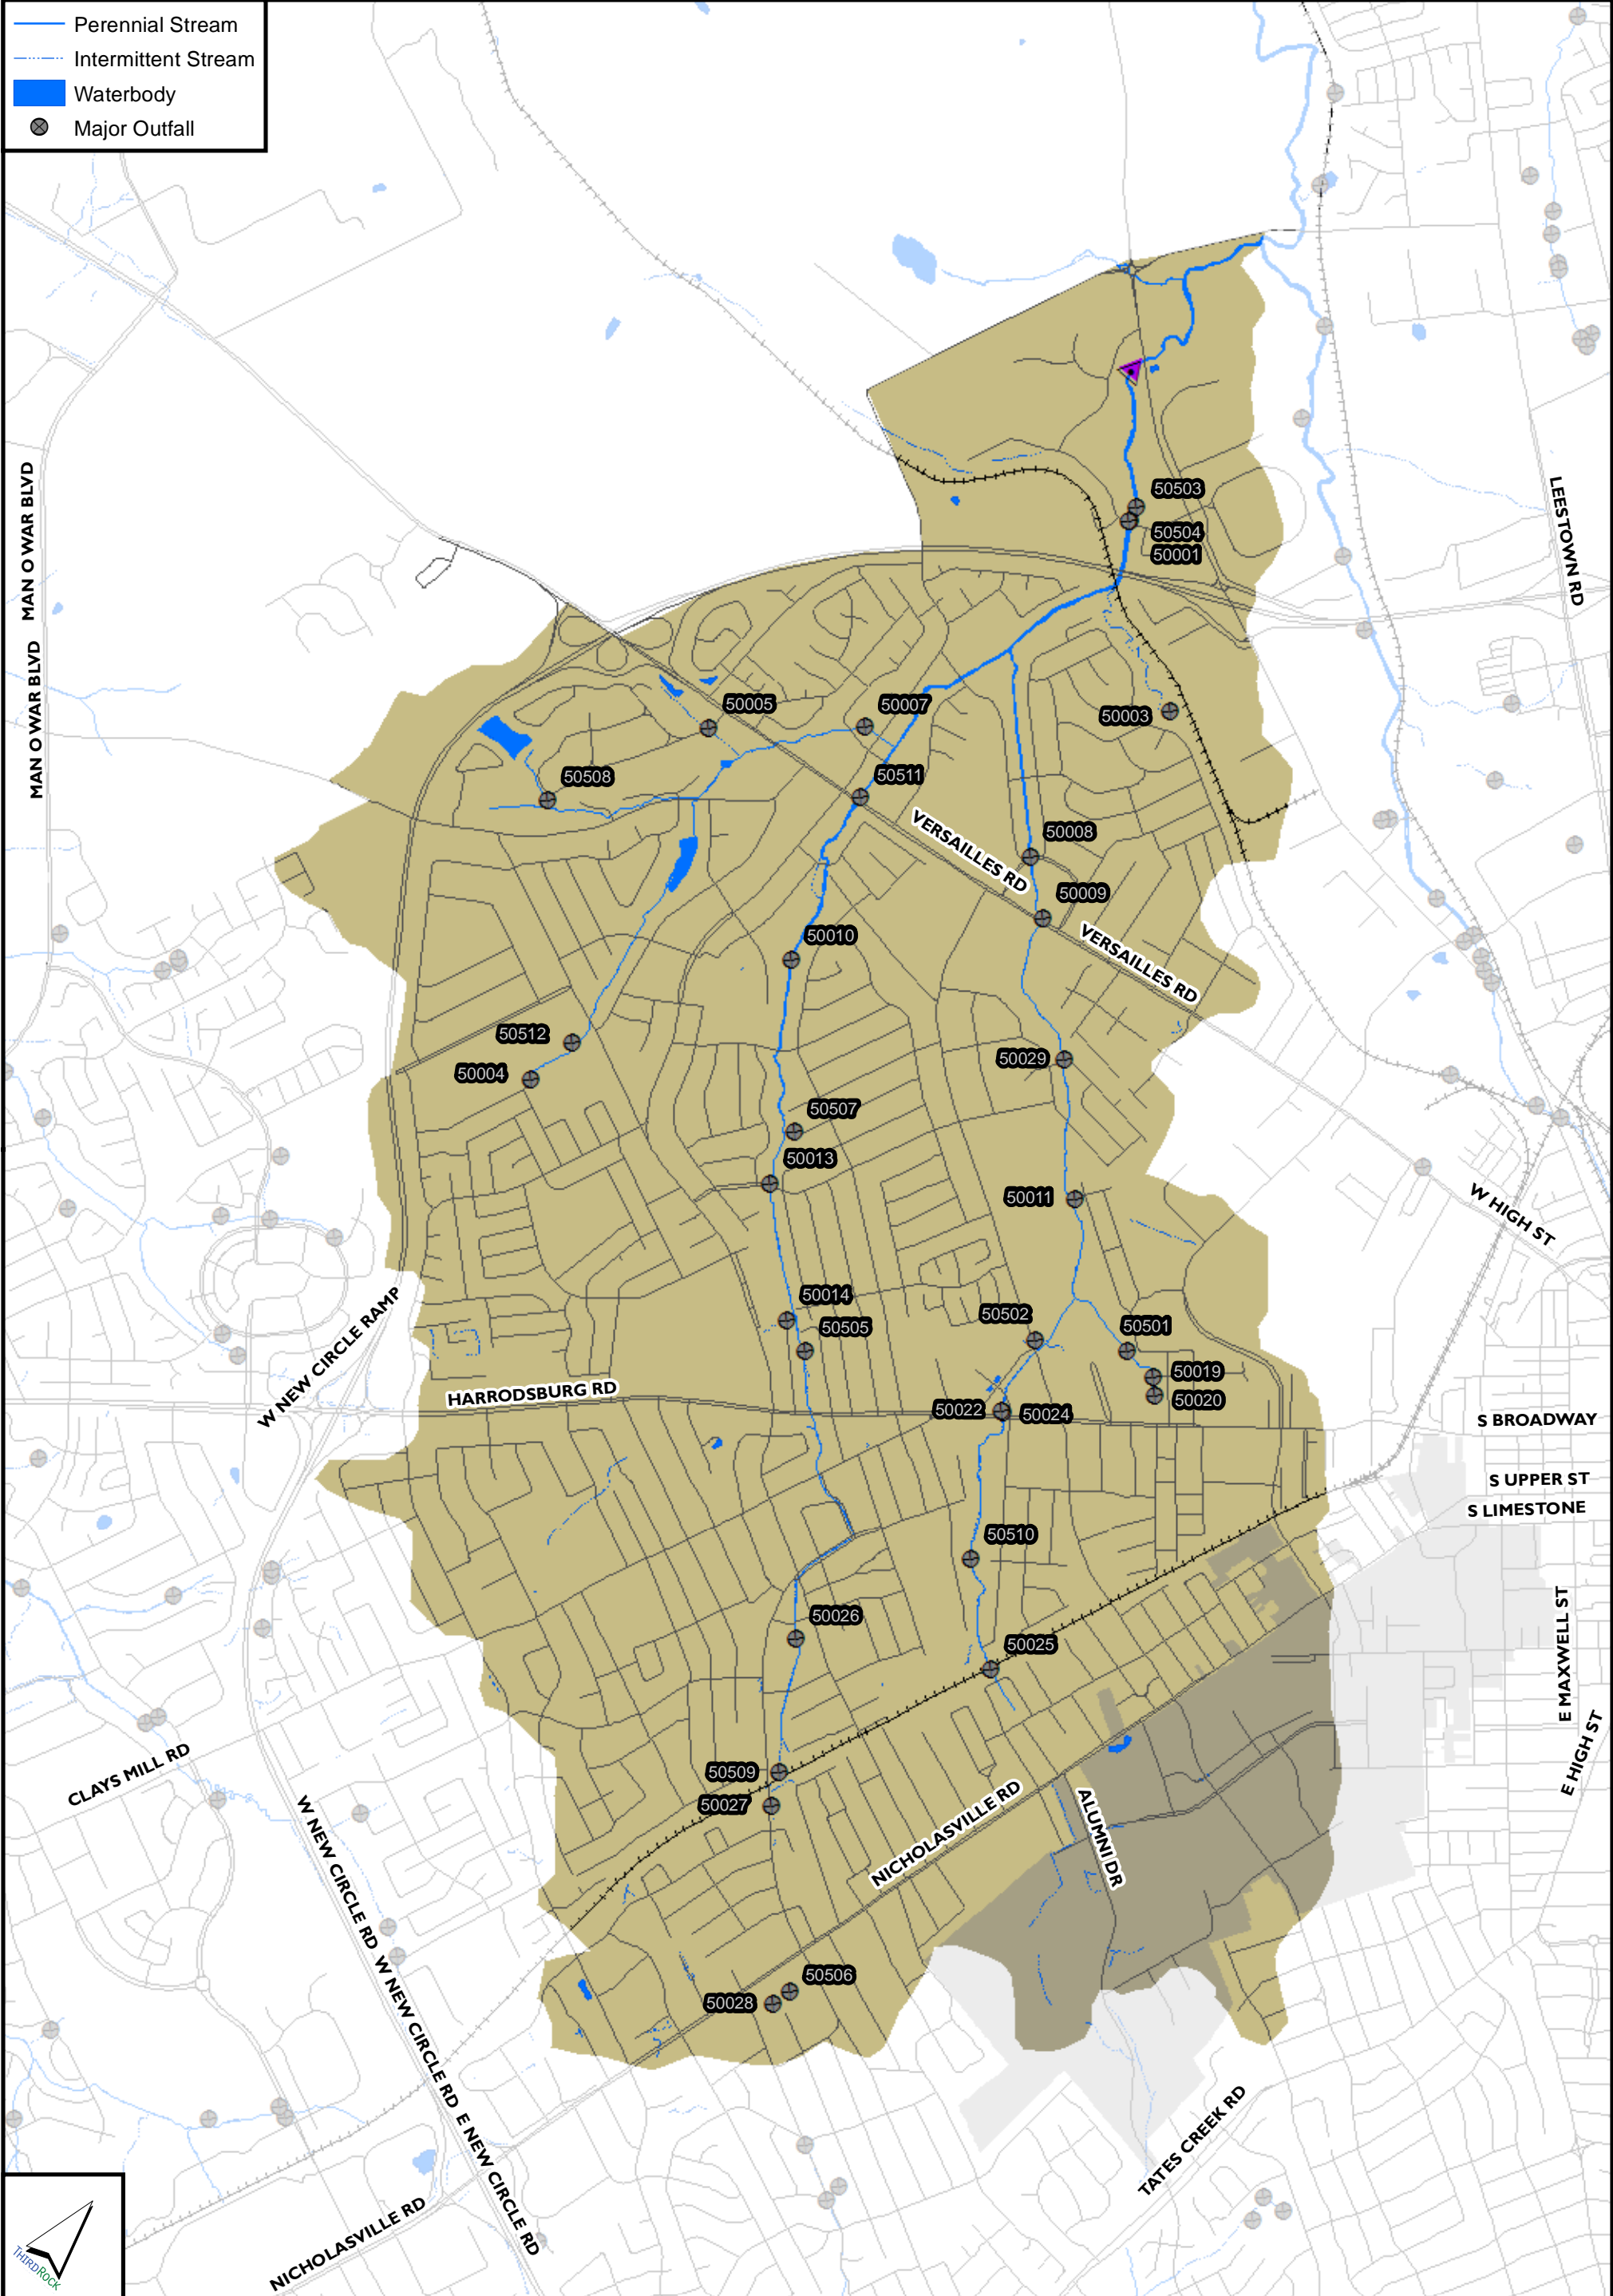 Perennial Stream
Intermittent Stream
Waterbody
Major Outfall
MAN O WAR BLVD
MAN O WAR BLVD
LEESTOWN RD
50503
50504
50001
50005
50007
50003
50508
50511
VERSAILLES RD
50008
50009
VERSAILLES RD
50010
50512
50004
50029
50507
50013
50011
W HIGH ST
50014
50505
50502
50501
50019
50020
W NEW CIRCLE RAMP
HARRODSBURG RD
50022
50024
S BROADWAY
S UPPER ST
S LIMESTONE
50510
50026
50025
E MAXWELL ST
E HIGH ST
CLAYS MILL RD
50509
50027
NICHOLASVILLE RD
ALUMNI DR
W NEW CIRCLE RD
W NEW CIRCLE RD
E NEW CIRCLE RD
50506
50028
TATES CREEK RD
NICHOLASVILLE RD
THIRDROCK